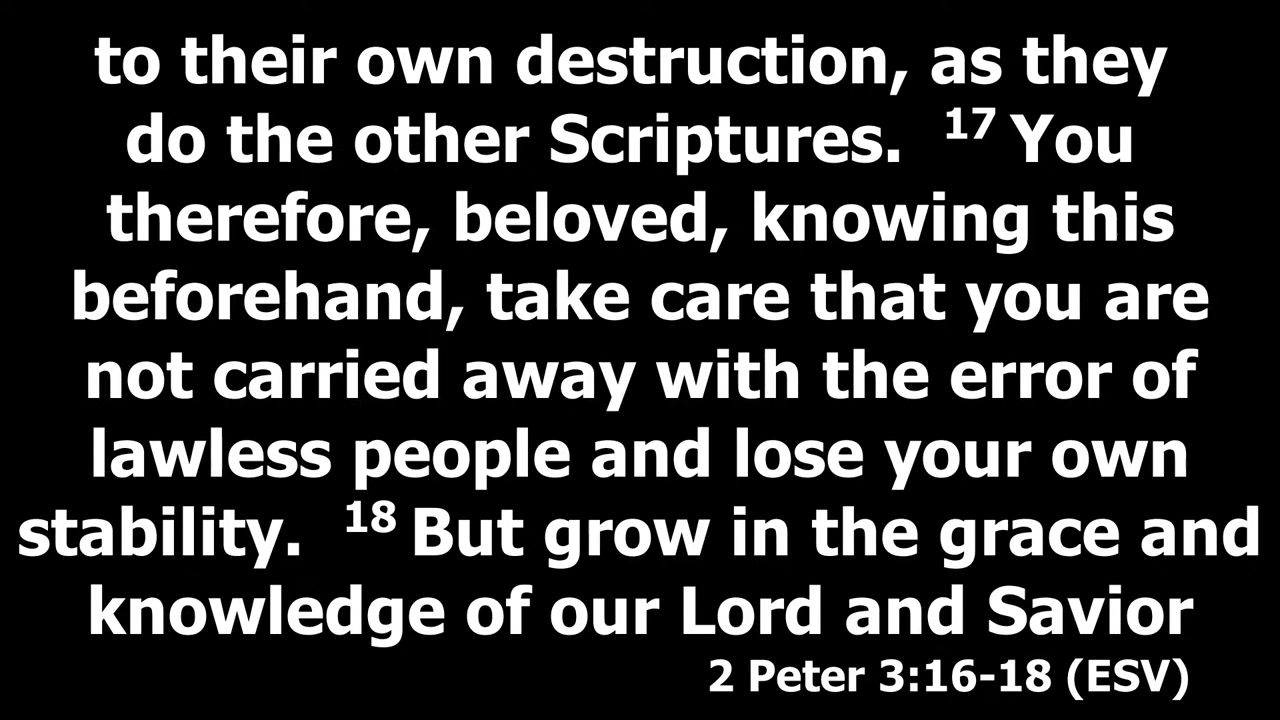 to their own destruction, as they
do the other Scriptures. 17 You
therefore, beloved, knowing this
beforehand, take care that you are
not carried away with the error of
lawless people and lose your own
stability. 18 But grow in the grace and
knowledge of our Lord and Savior
2 Peter 3:16-18 (ESV)